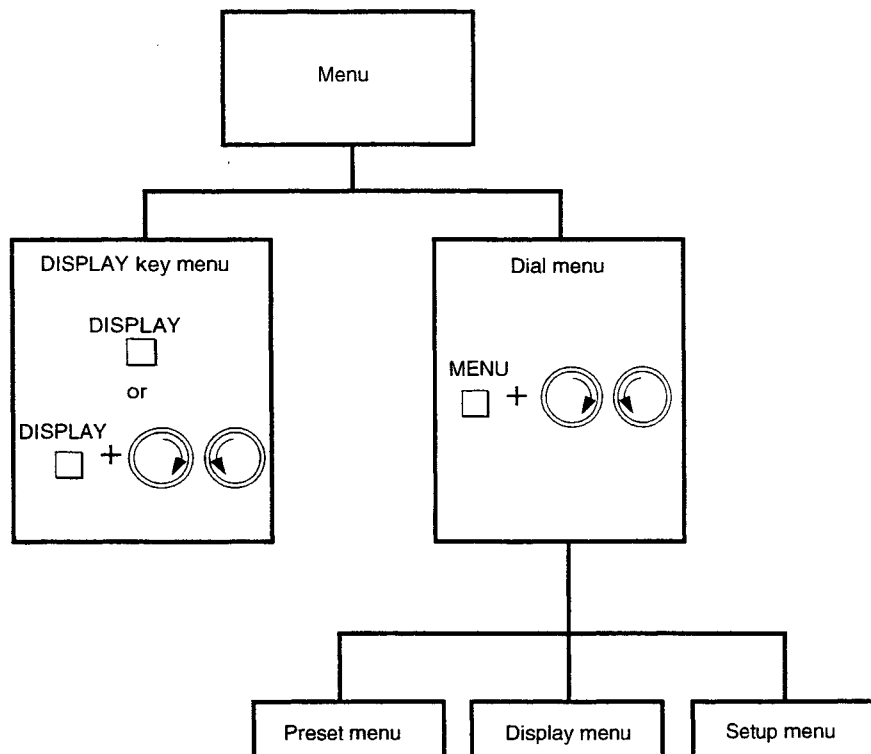 Menu
DISPLAY key menu
DISPLAY
or
DISPLAY
+
Dial menu
MENU
+
Preset menu
Display menu
Setup menu